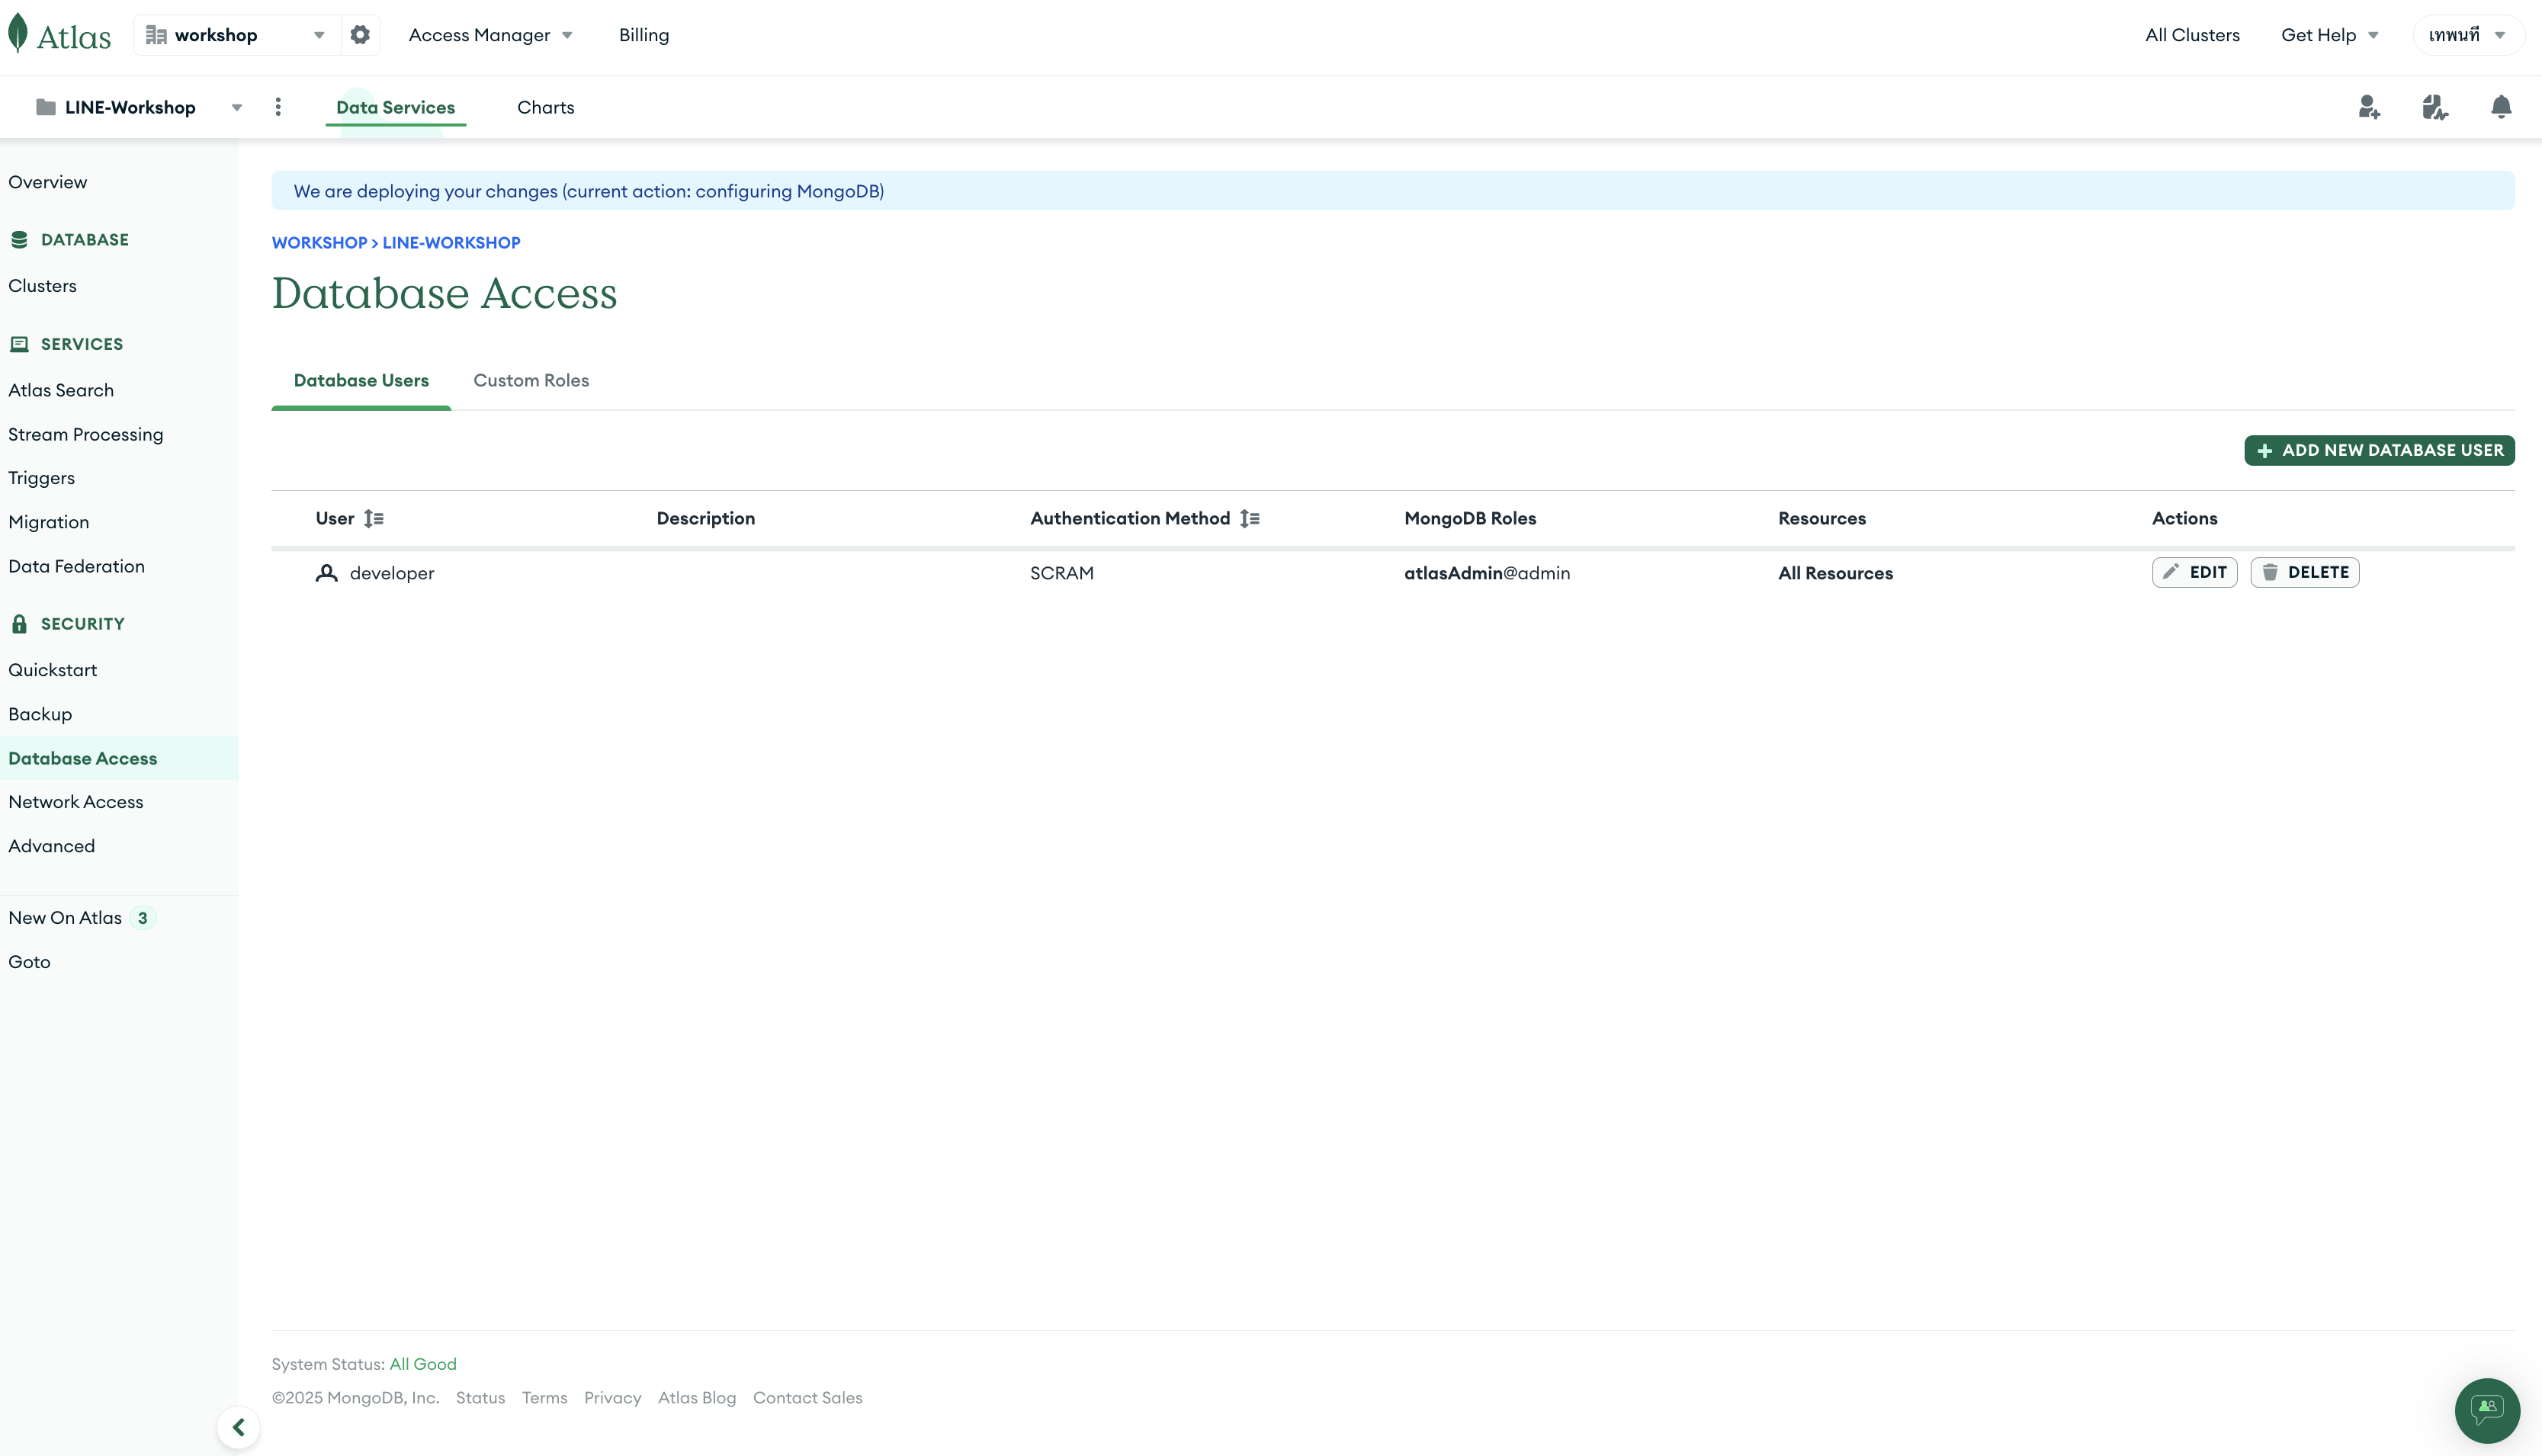 Atlas
workshop
Access Manager
Billing
All Clusters
Get Help
เทพนที
LINE-Workshop
Data Services
Charts
Overview
DATABASE
Clusters
SERVICES
Atlas Search
Stream Processing
Triggers
Migration
Data Federation
SECURITY
Quickstart
Backup
Database Access
Network Access
Advanced
New On Atlas 3
Goto
We are deploying your changes (current action: configuring MongoDB)
WORKSHOP > LINE-WORKSHOP
Database Access
Database Users
Custom Roles
+ ADD NEW DATABASE USER
User Description Authentication Method MongoDB Roles Resources Actions
developer SCRAM atlasAdmin@admin All Resources EDIT DELETE
System Status: All Good
©2025 MongoDB, Inc. Status Terms Privacy Atlas Blog Contact Sales